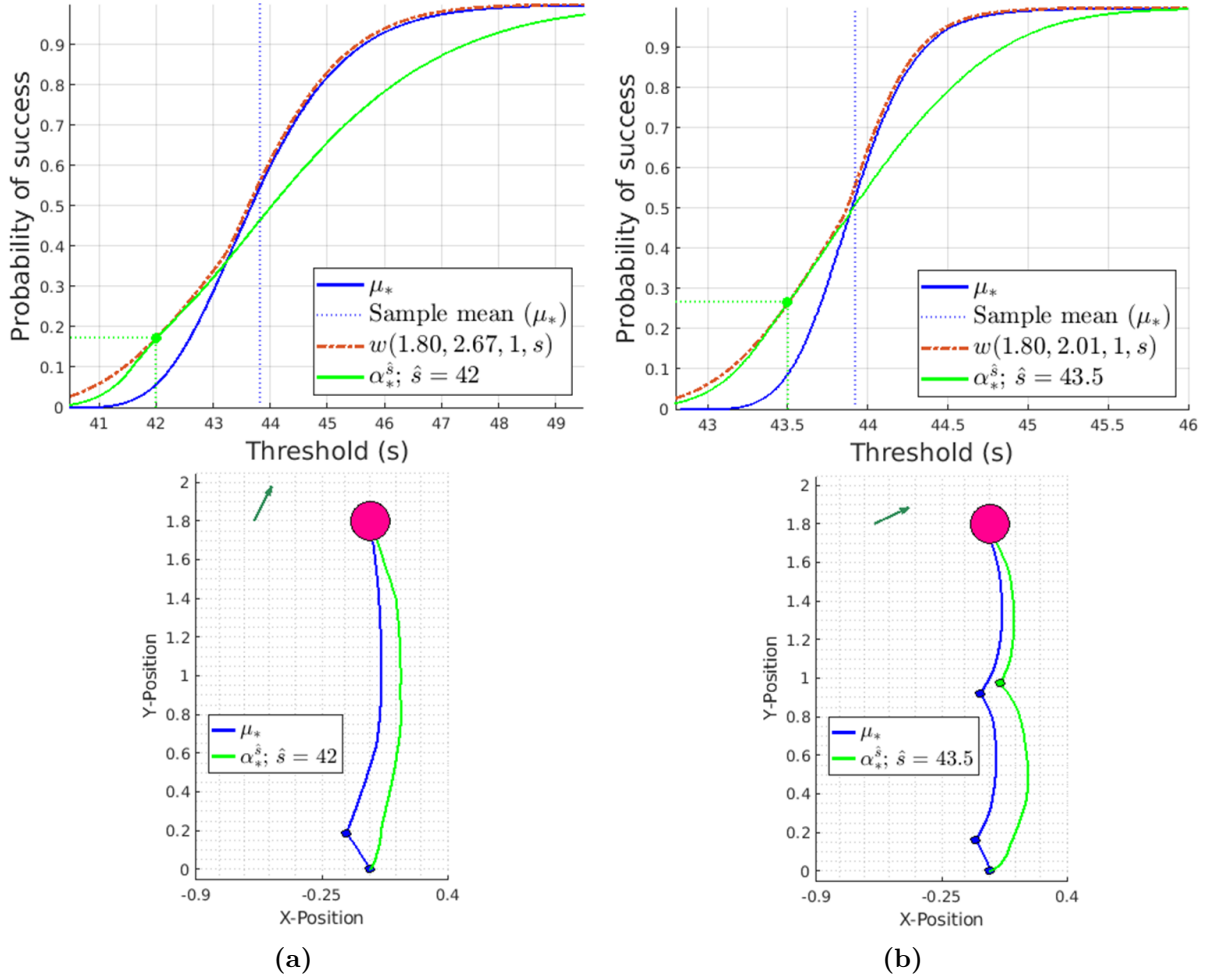 Probability of success
0.9
0.8
0.7
0.6
0.5
0.4
0.3
0.2
0.1
0
41 42 43 44 45 46 47 48 49
Threshold (s)
μ*
Sample mean (μ*)
w(1.80, 2.67, 1, s)
α*^ŝ; ŝ = 42
Probability of success
0.9
0.8
0.7
0.6
0.5
0.4
0.3
0.2
0.1
0
43 43.5 44 44.5 45 45.5 46
Threshold (s)
μ*
Sample mean (μ*)
w(1.80, 2.01, 1, s)
α*^ŝ; ŝ = 43.5
Y-Position
2
1.8
1.6
1.4
1.2
1
0.8
0.6
0.4
0.2
0
-0.9 -0.25 0.4
X-Position
μ*
α*^ŝ; ŝ = 42
Y-Position
2
1.8
1.6
1.4
1.2
1
0.8
0.6
0.4
0.2
0
-0.9 -0.25 0.4
X-Position
μ*
α*^ŝ; ŝ = 43.5
(a)
(b)